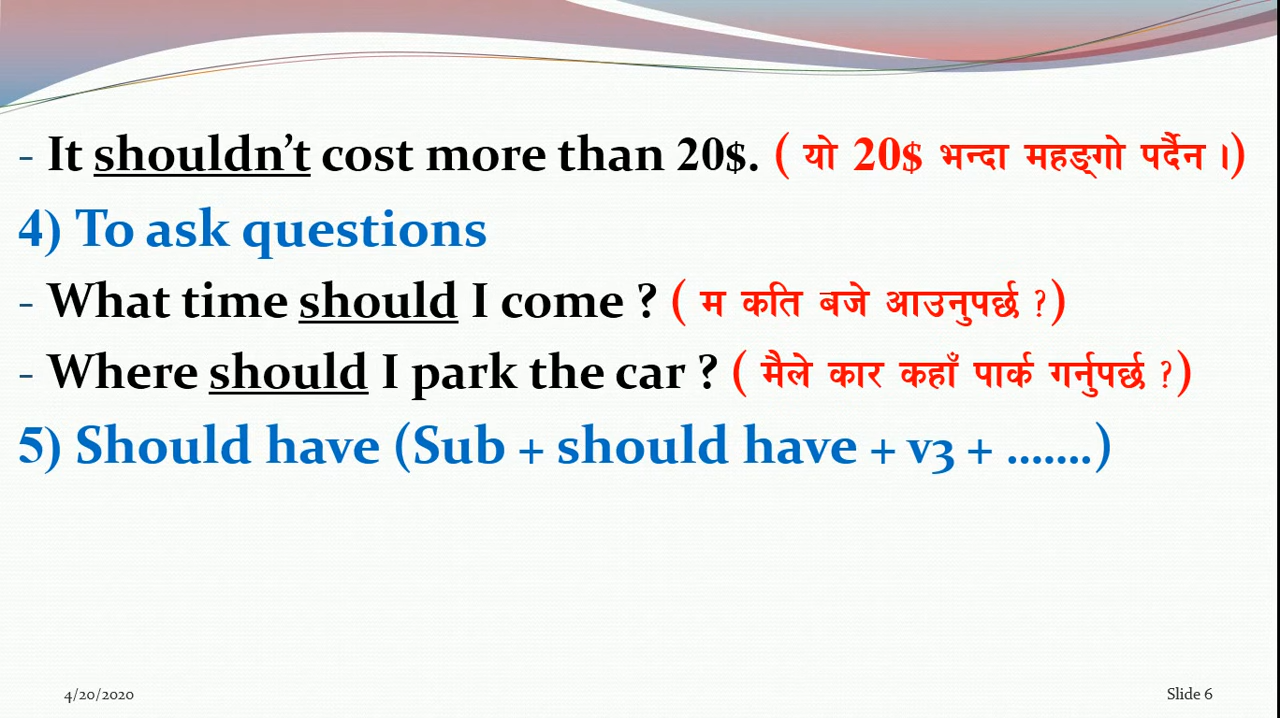 - It shouldn't cost more than 20$. ( यो 20$ भन्दा महङ्गो पर्दैन ।)
4) To ask questions
- What time should I come ? ( म कति बजे आउनुपर्छ ?)
- Where should I park the car ? ( मैले कार कहाँ पार्क गर्नुपर्छ ?)
5) Should have (Sub + should have + v3 + .......)
4/20/2020
Slide 6